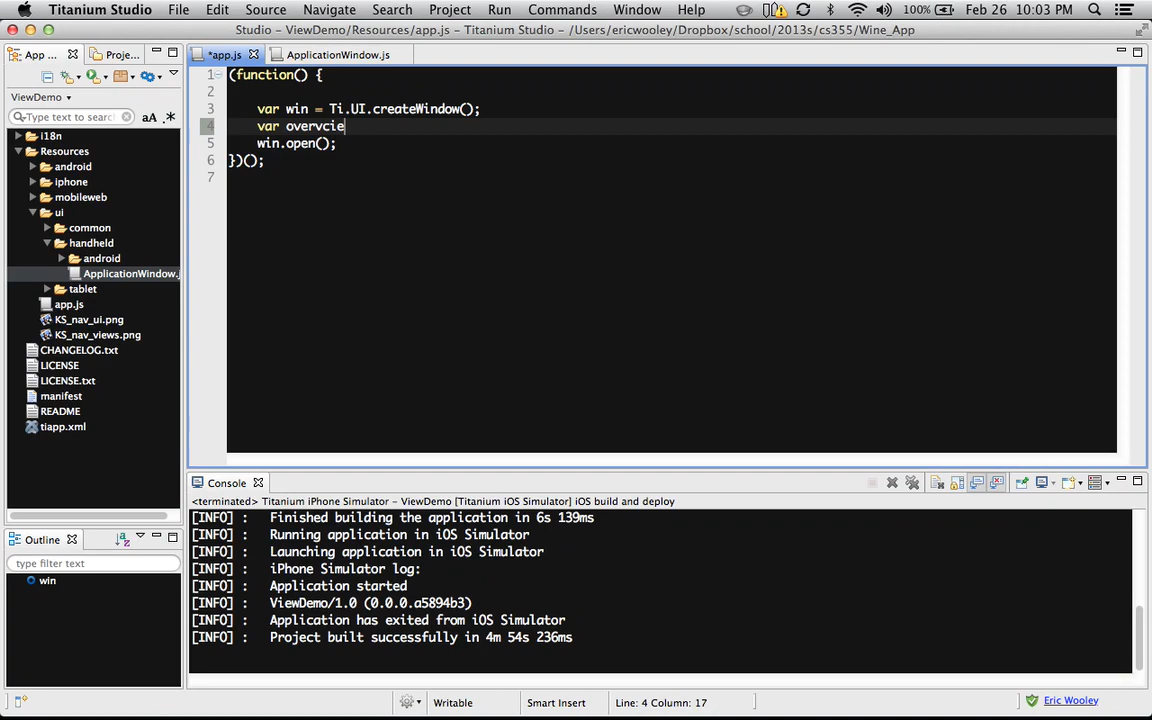 Titanium Studio File Edit Source Navigate Search Project Run Commands Window Help 100% Feb 26 10:03 PM
Studio - ViewDemo/Resources/app.js - Titanium Studio - /Users/ericwooley/Dropbox/school/2013s/cs355/Wine_App
App ... Proje...
*app.js ApplicationWindow.js
ViewDemo
Type to search aA .*
i18n
Resources
android
iphone
mobileweb
ui
common
handheld
android
ApplicationWindow.j
tablet
app.js
KS_nav_ui.png
KS_nav_views.png
CHANGELOG.txt
LICENSE
LICENSE.txt
manifest
README
tiapp.xml
1 (function() {
2
3 var win = Ti.UI.createWindow();
4 var overvcie
5 win.open();
6 })();
7
Outline
type filter text
win
Console
<terminated> Titanium iPhone Simulator - ViewDemo [Titanium iOS Simulator] iOS build and deploy
[INFO] : Finished building the application in 6s 139ms
[INFO] : Running application in iOS Simulator
[INFO] : Launching application in iOS Simulator
[INFO] : iPhone Simulator log:
[INFO] : Application started
[INFO] : ViewDemo/1.0 (0.0.0.a5894b3)
[INFO] : Application has exited from iOS Simulator
[INFO] : Project built successfully in 4m 54s 236ms
Writable Smart Insert Line: 4 Column: 17 Eric Wooley